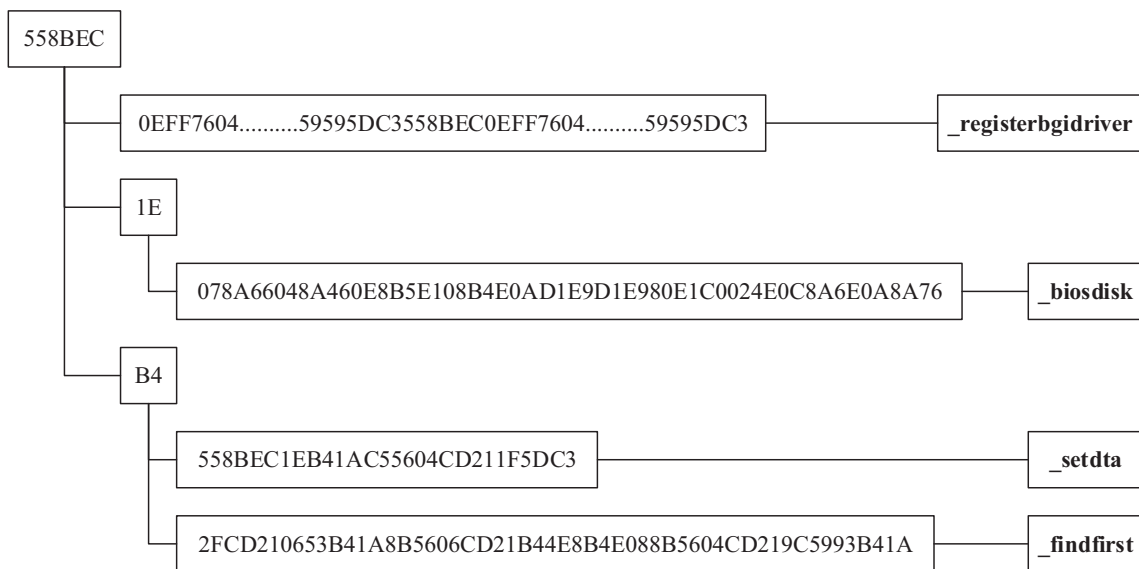 558BEC
0EFF7604..........59595DC3558BEC0EFF7604..........59595DC3 _registerbgidriver
1E
078A66048A460E8B5E108B4E0AD1E9D1E980E1C0024E0C8A6E0A8A76 _biosdisk
B4
558BEC1EB41AC55604CD211F5DC3 _setdta
2FCD210653B41A8B5606CD21B44E8B4E088B5604CD219C5993B41A _findfirst